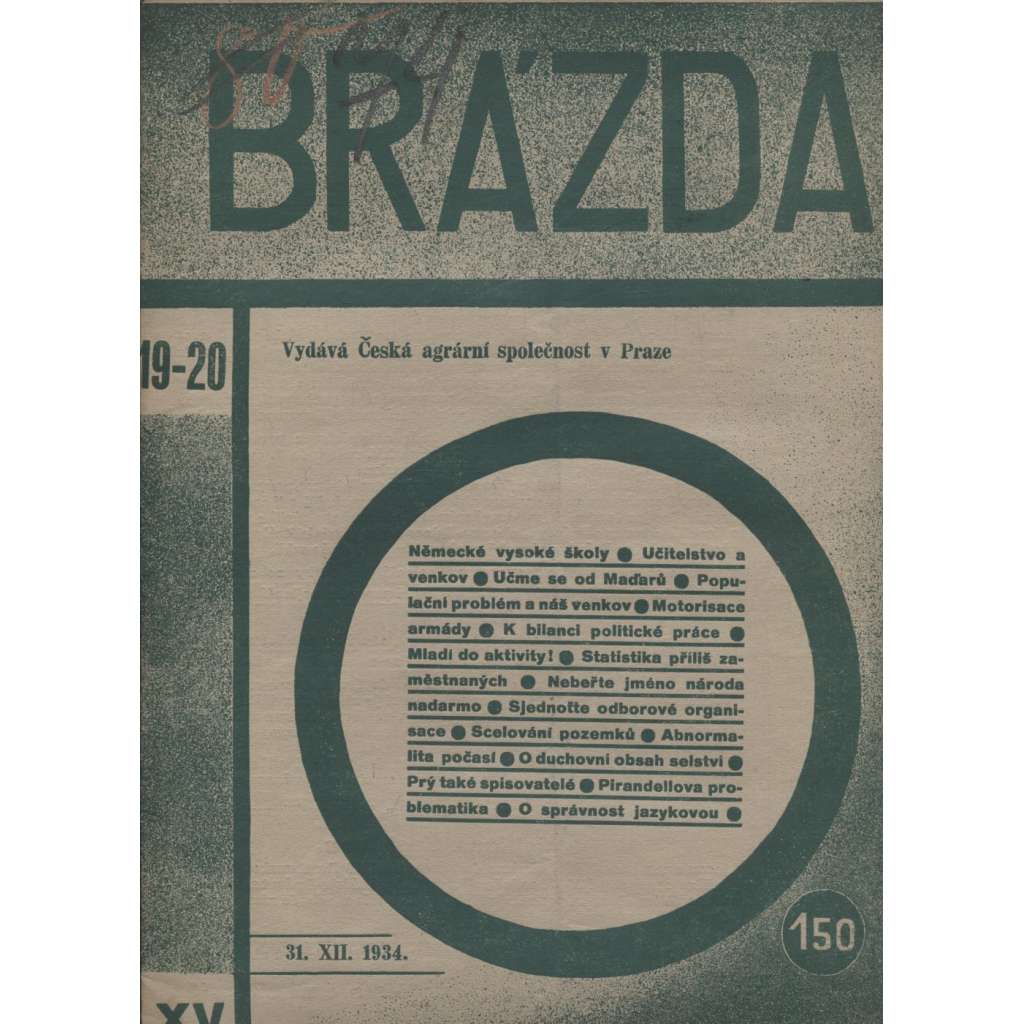 BRÁZDA
19-20
Vydává Česká agrární společnost v Praze
Německé vysoké školy ● Učitelstvo a
venkov ● Učme se od Maďarů ● Popu-
lační problém a náš venkov ● Motorisace
armády ● K bilanci politické práce ●
Mladí do aktivity! ● Statistika příliš za-
městnaných ● Neberte jméno národa
nadarmo ● Sjednoťte odborové organi-
sace ● Scelování pozemků ● Abnorma-
lita počasí ● O duchovní obsah selství ●
Prý také spisovatelé ● Pirandellova pro-
blematika ● O správnost jazykovou ●
150
31. XII. 1934.
XV